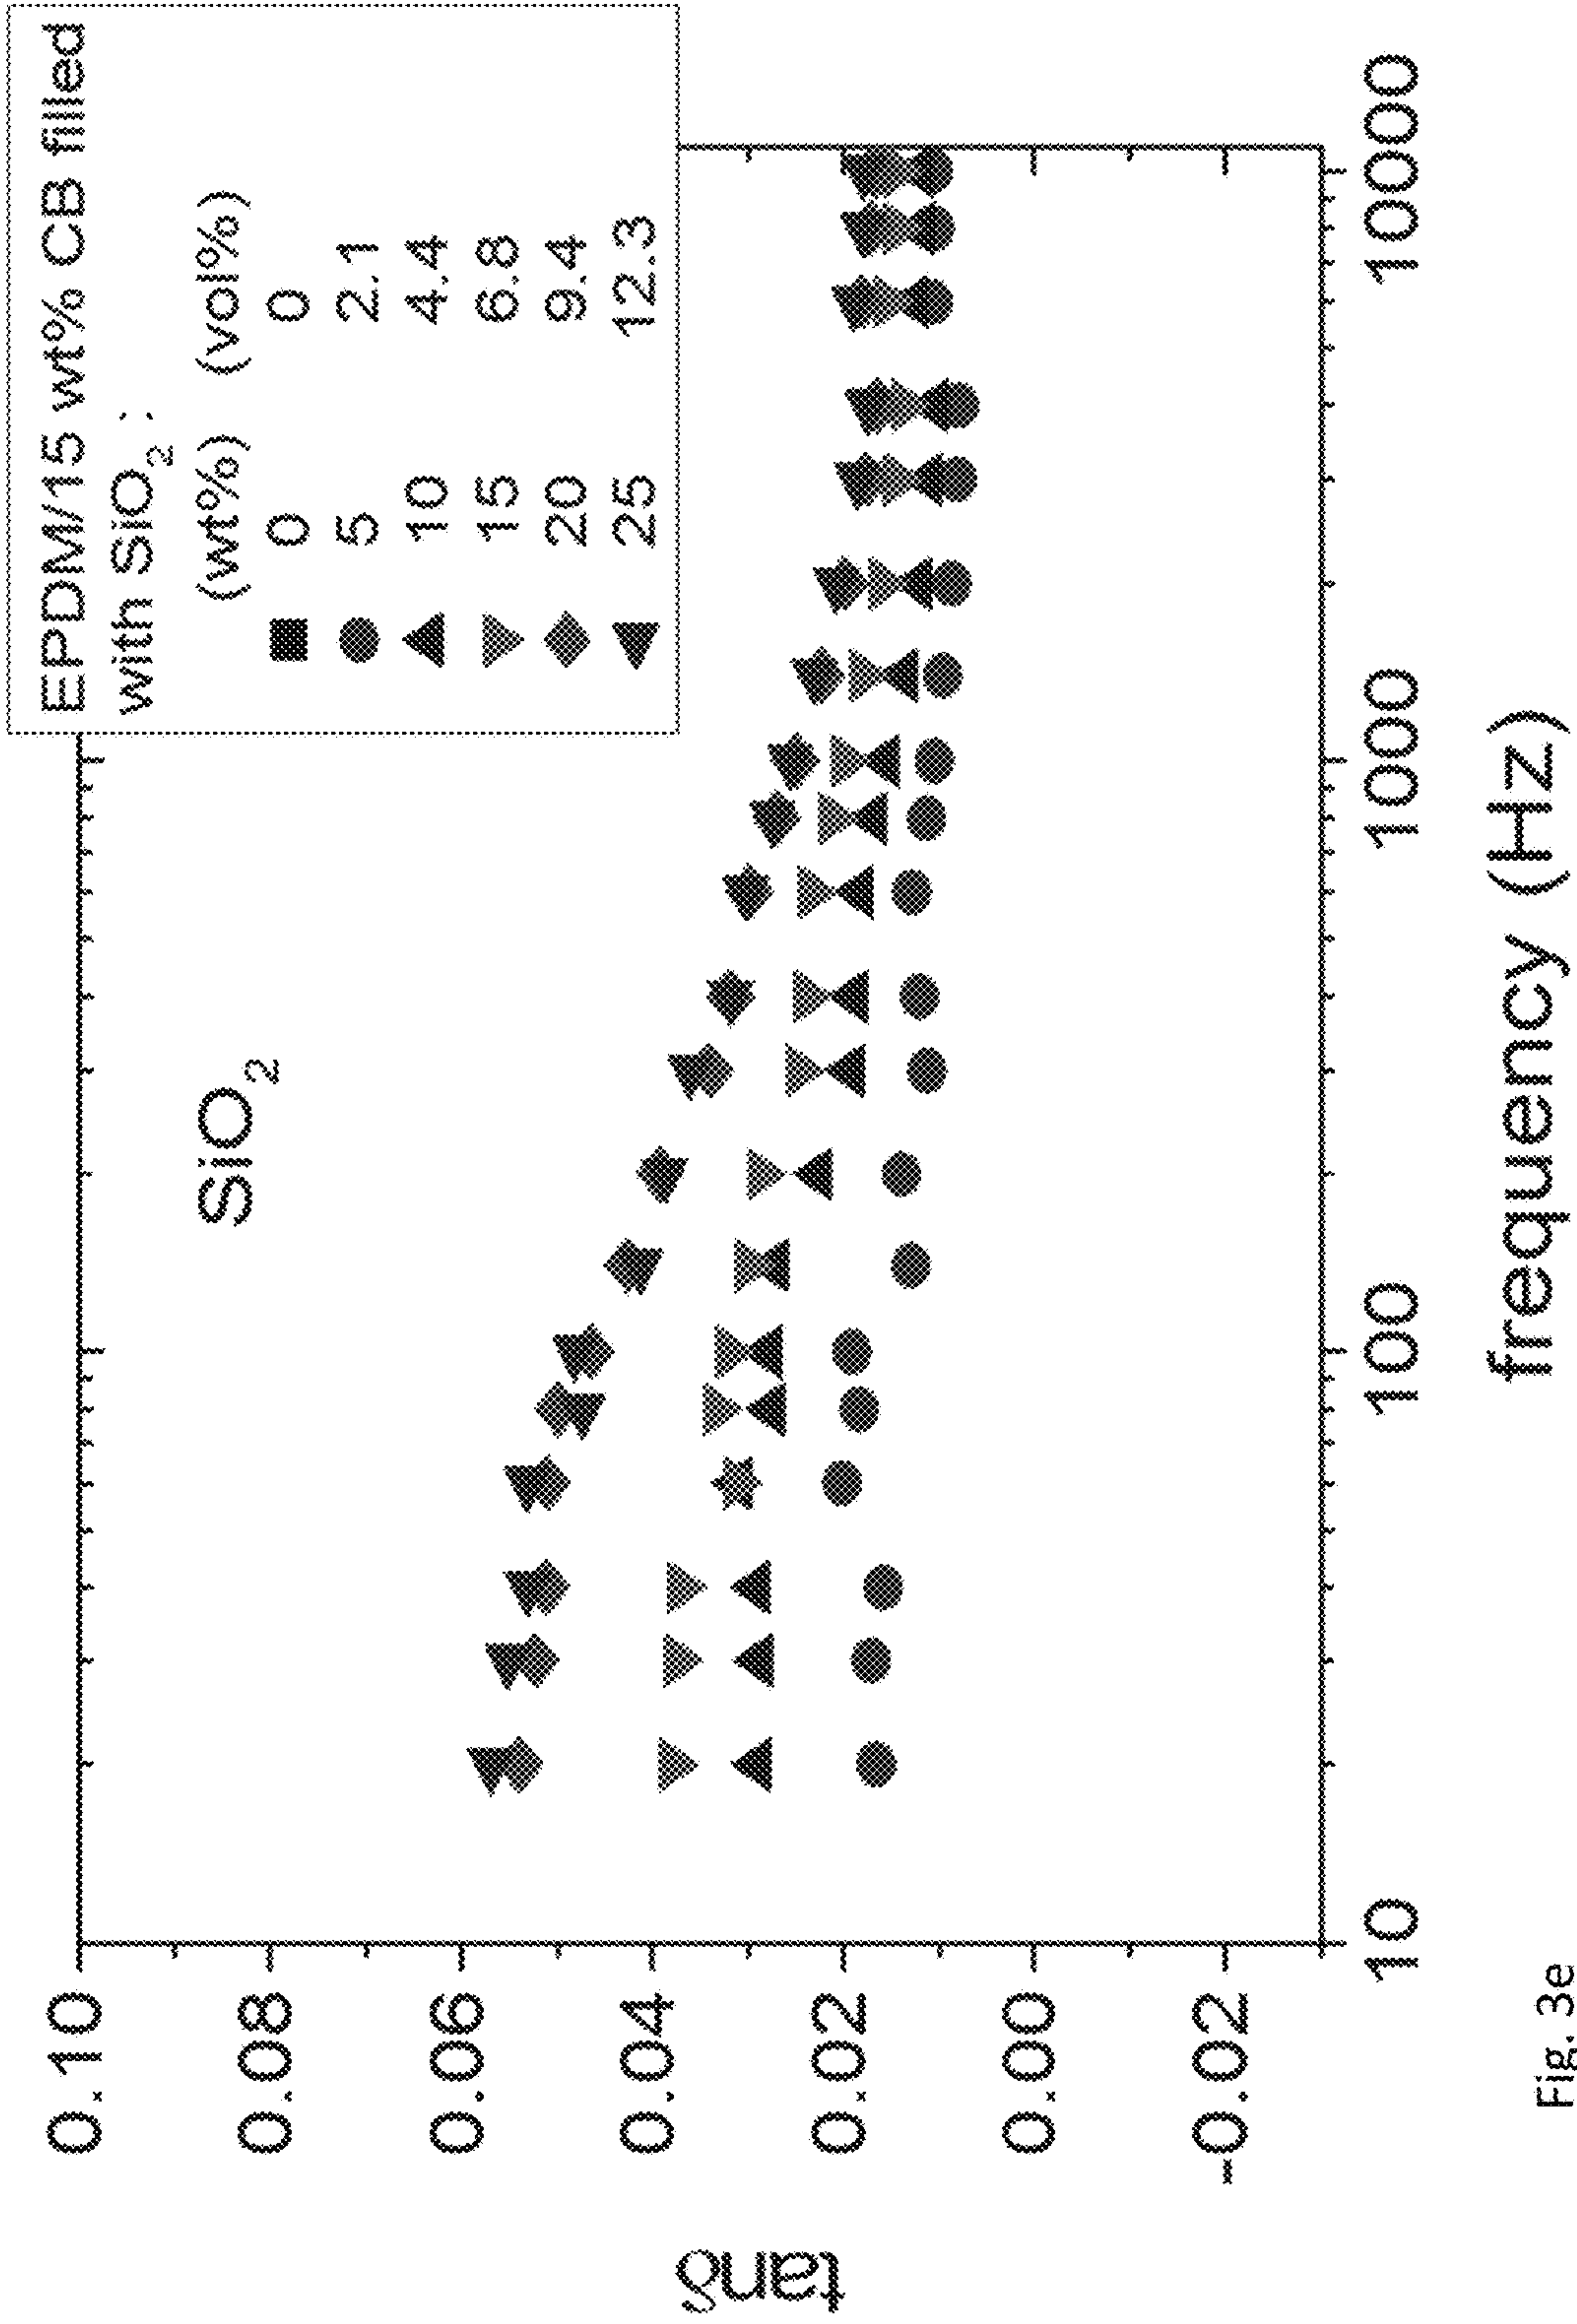 EPDM/15 wt% CB filled
with SiO₂ :
(wt%) (vol%)
0 0
5 2.1
10 4.4
15 6.8
20 9.4
25 12.3
SiO₂
tanδ
0.10
0.08
0.06
0.04
0.02
0.00
-0.02
10 100 1000 10000
frequency (Hz)
Fig. 3e